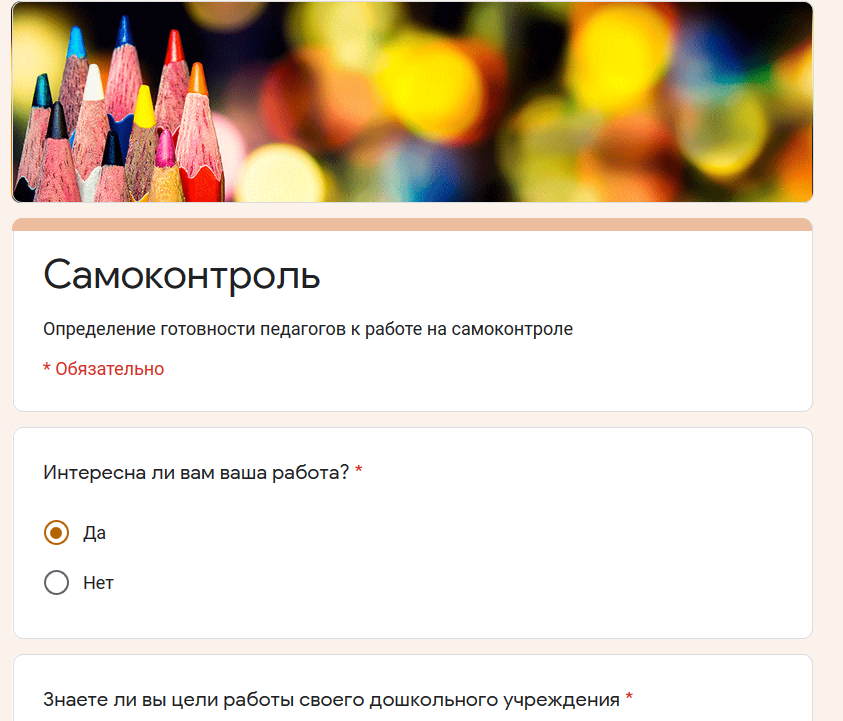 Самоконтроль
Определение готовности педагогов к работе на самоконтроле
* Обязательно
Интересна ли вам ваша работа? *
Да
Нет
Знаете ли вы цели работы своего дошкольного учреждения *